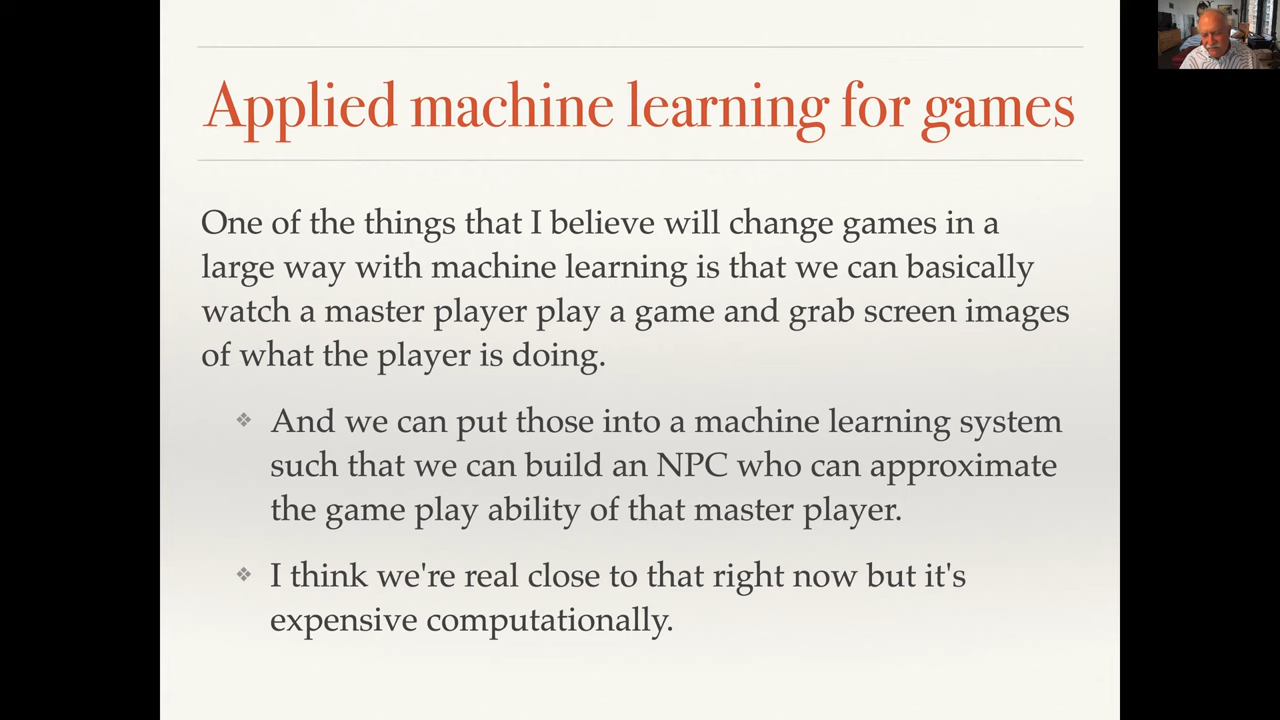 Applied machine learning for games
One of the things that I believe will change games in a
large way with machine learning is that we can basically
watch a master player play a game and grab screen images
of what the player is doing.
❖ And we can put those into a machine learning system
such that we can build an NPC who can approximate
the game play ability of that master player.
❖ I think we're real close to that right now but it's
expensive computationally.